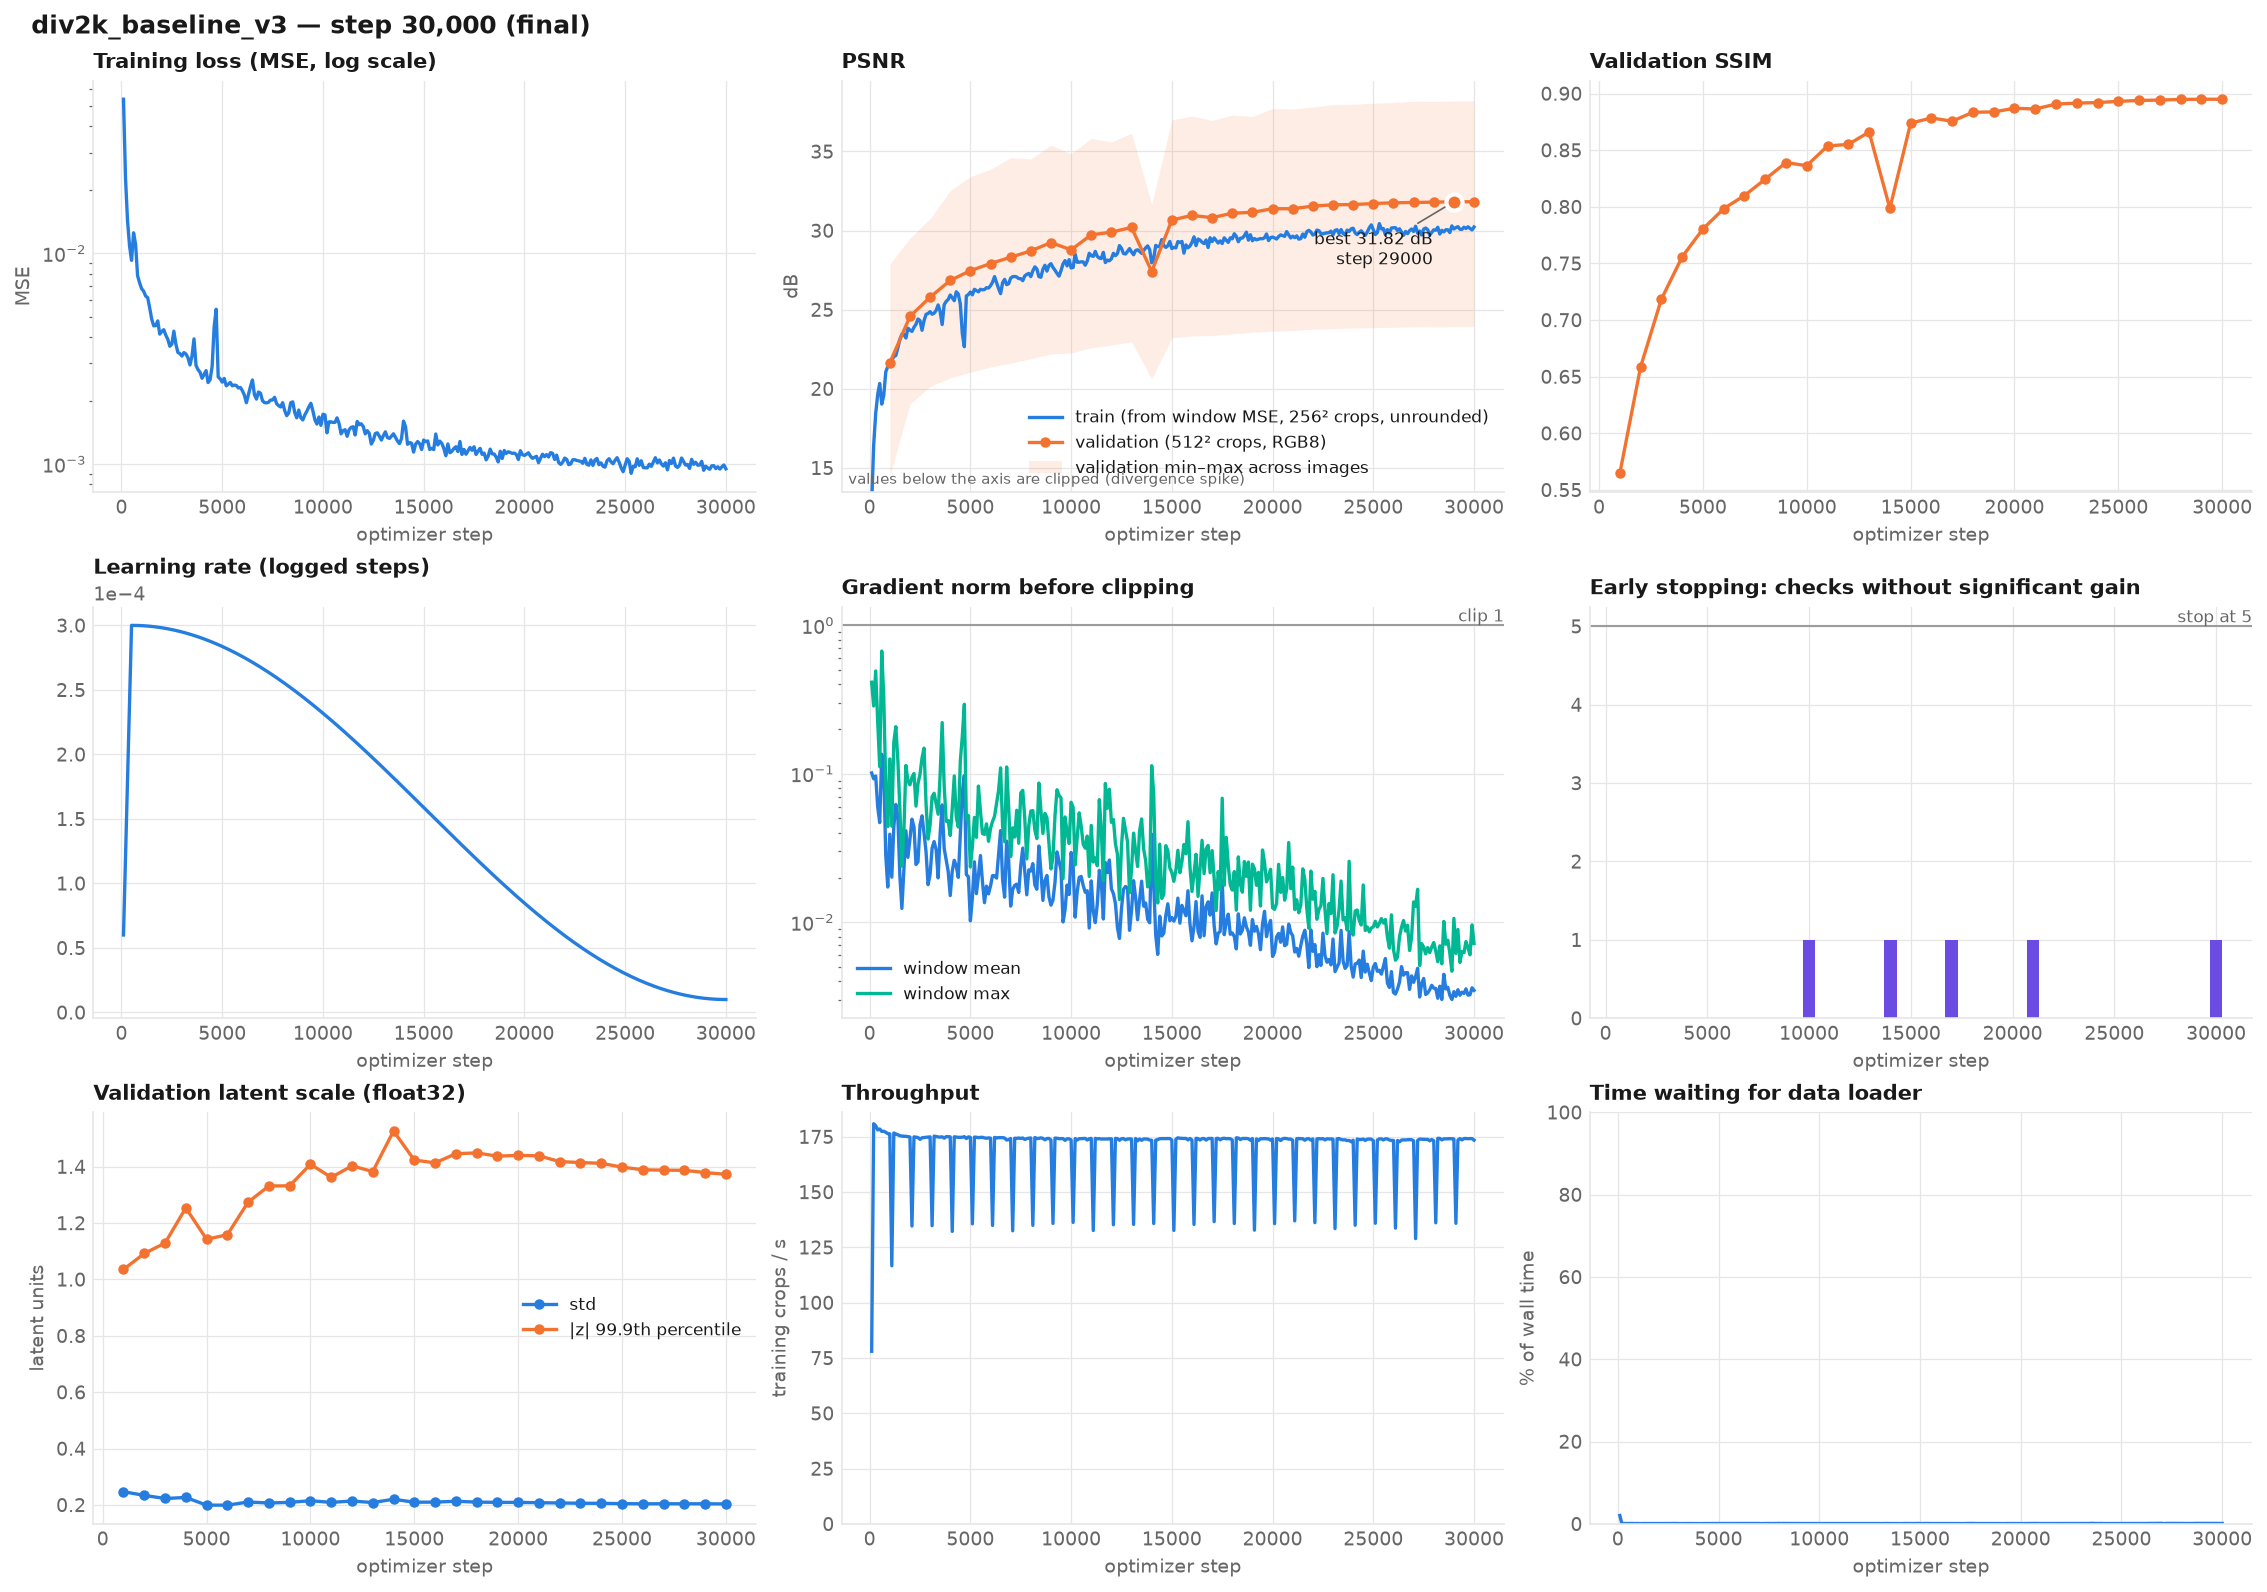 div2k_baseline_v3 — step 30,000 (final)
Training loss (MSE, log scale)
MSE
10⁻²
10⁻³
0 5000 10000 15000 20000 25000 30000
optimizer step
PSNR
dB
35
30
25
20
15
best 31.82 dB
step 29000
train (from window MSE, 256² crops, unrounded)
validation (512² crops, RGB8)
validation min–max across images
values below the axis are clipped (divergence spike)
0 5000 10000 15000 20000 25000 30000
optimizer step
Validation SSIM
0.90
0.85
0.80
0.75
0.70
0.65
0.60
0.55
0 5000 10000 15000 20000 25000 30000
optimizer step
Learning rate (logged steps)
1e−4
3.0
2.5
2.0
1.5
1.0
0.5
0.0
0 5000 10000 15000 20000 25000 30000
optimizer step
Gradient norm before clipping
clip 1
10⁰
10⁻¹
10⁻²
window mean
window max
0 5000 10000 15000 20000 25000 30000
optimizer step
Early stopping: checks without significant gain
stop at 5
5
4
3
2
1
0
0 5000 10000 15000 20000 25000 30000
optimizer step
Validation latent scale (float32)
latent units
1.4
1.2
1.0
0.8
0.6
0.4
0.2
std
|z| 99.9th percentile
0 5000 10000 15000 20000 25000 30000
optimizer step
Throughput
training crops / s
175
150
125
100
75
50
25
0
0 5000 10000 15000 20000 25000 30000
optimizer step
Time waiting for data loader
% of wall time
100
80
60
40
20
0
0 5000 10000 15000 20000 25000 30000
optimizer step